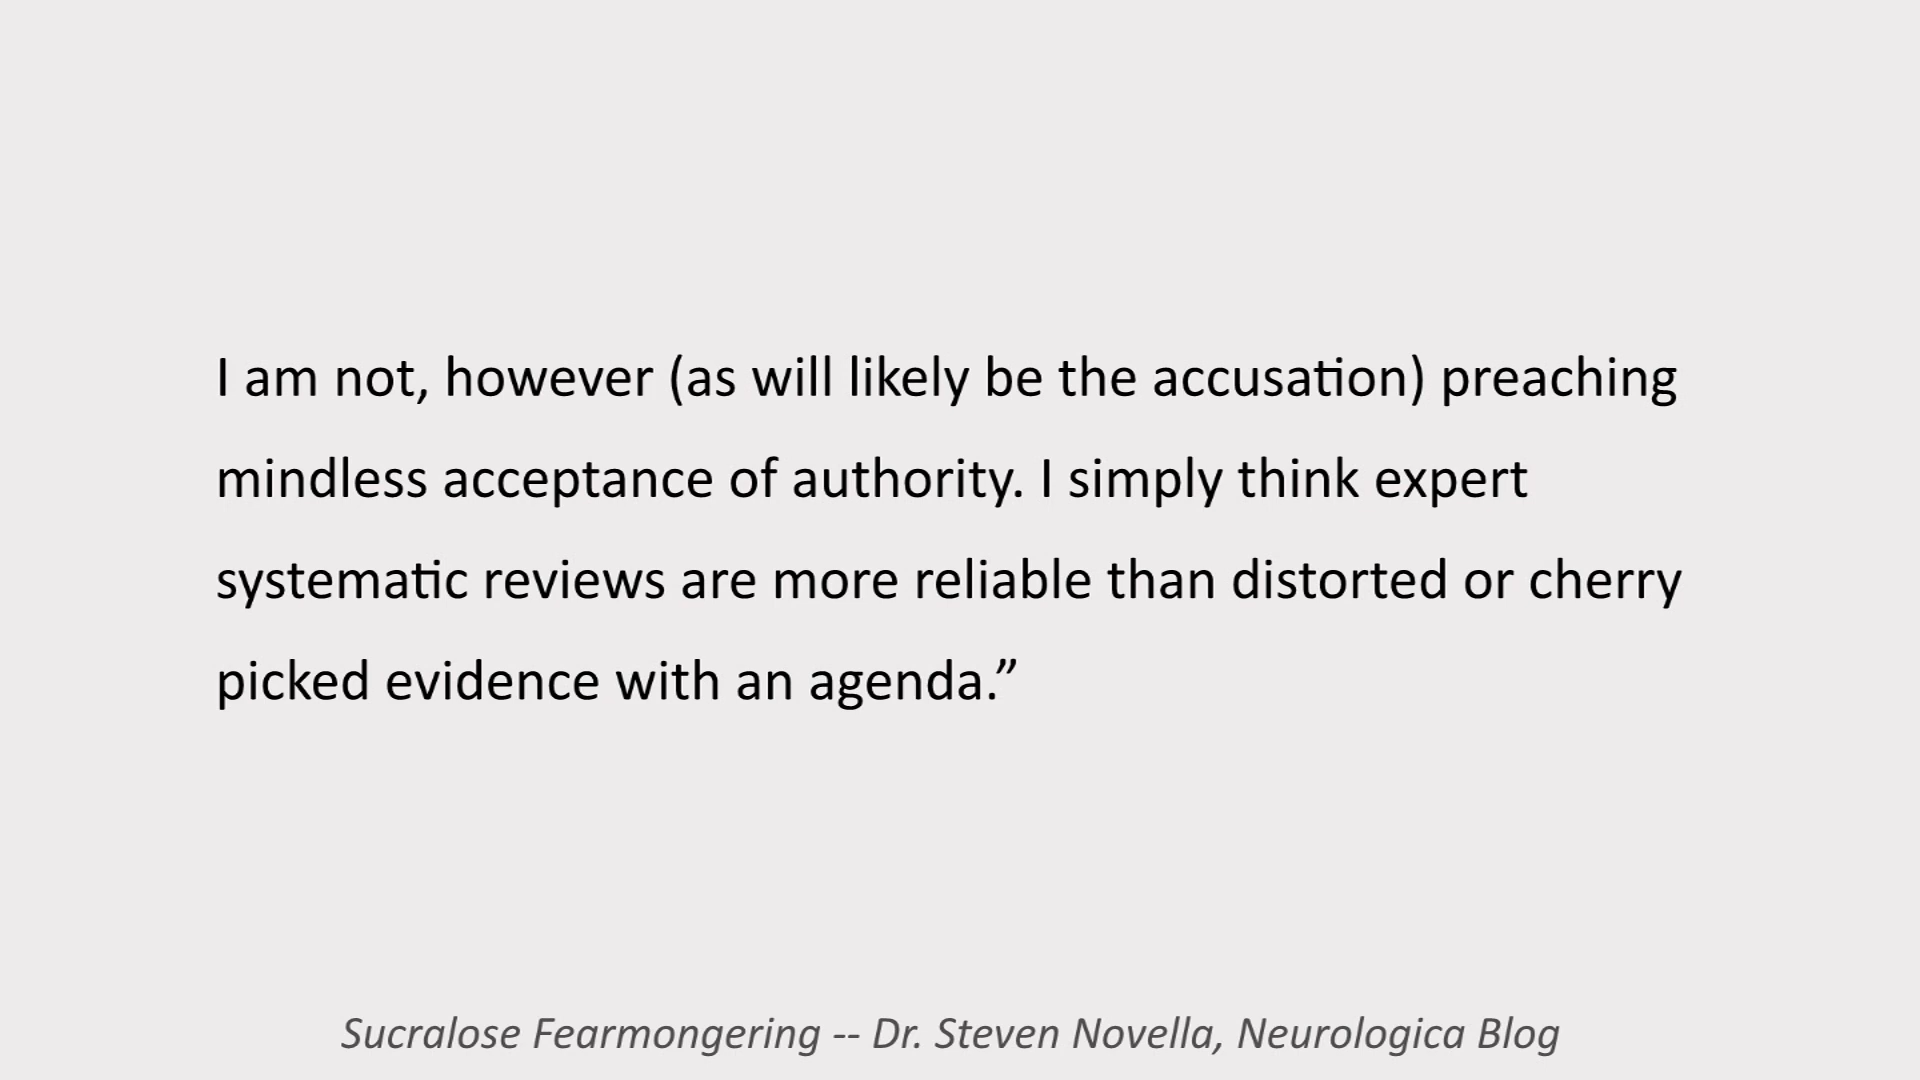 I am not, however (as will likely be the accusation) preaching
mindless acceptance of authority. I simply think expert
systematic reviews are more reliable than distorted or cherry
picked evidence with an agenda.”
Sucralose Fearmongering -- Dr. Steven Novella, Neurologica Blog